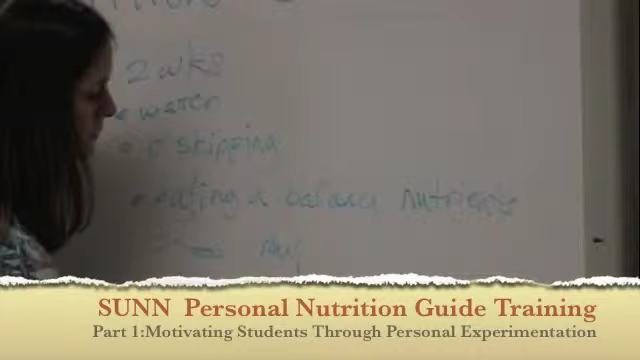 2 wks
water
skipping
eating a balance nutrients
SUNN Personal Nutrition Guide Training
Part 1:Motivating Students Through Personal Experimentation